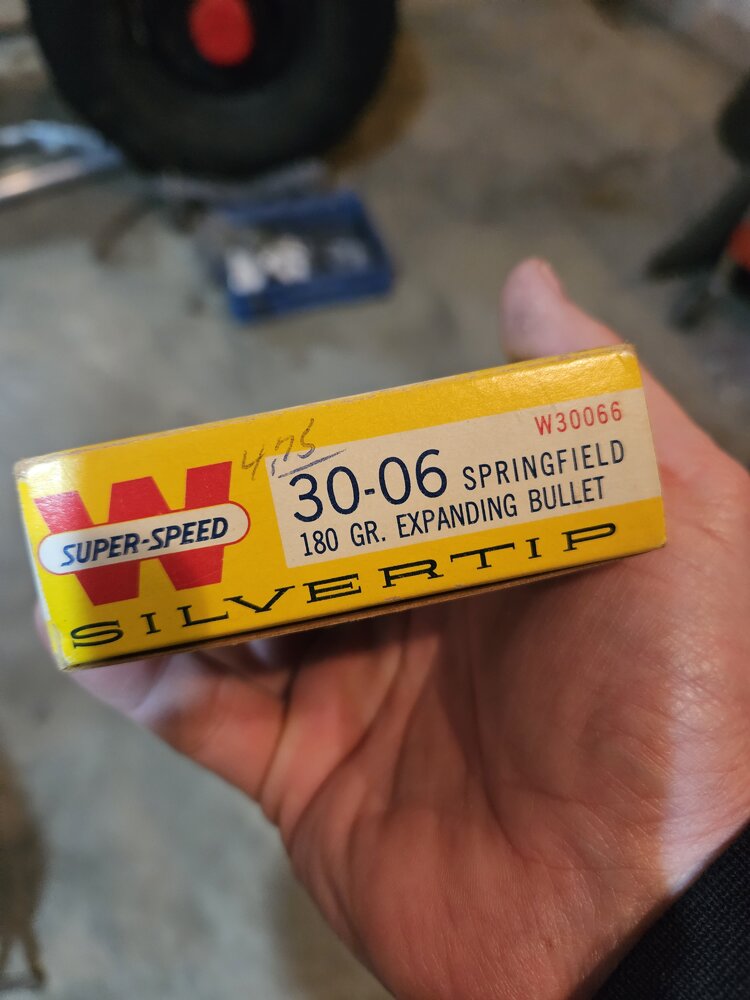 4.75
W30066
W
SUPER-SPEED
30-06 SPRINGFIELD
180 GR. EXPANDING BULLET
SILVERTIP